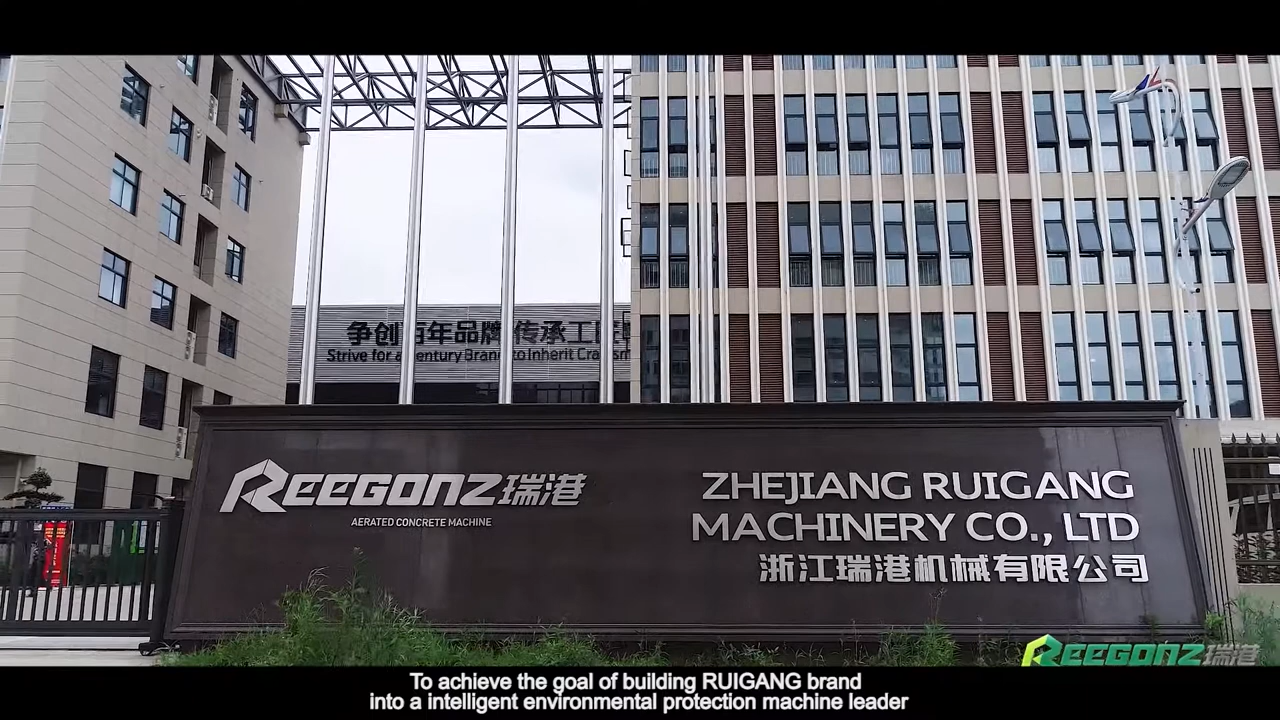 争创百年品牌 传承工匠
Strive for a Century Brand to Inherit
REEGONZ瑞港
AERATED CONCRETE MACHINE
ZHEJIANG RUIGANG
MACHINERY CO., LTD
浙江瑞港机械有限公司
REEGONZ瑞港
To achieve the goal of building RUIGANG brand
into a intelligent environmental protection machine leader